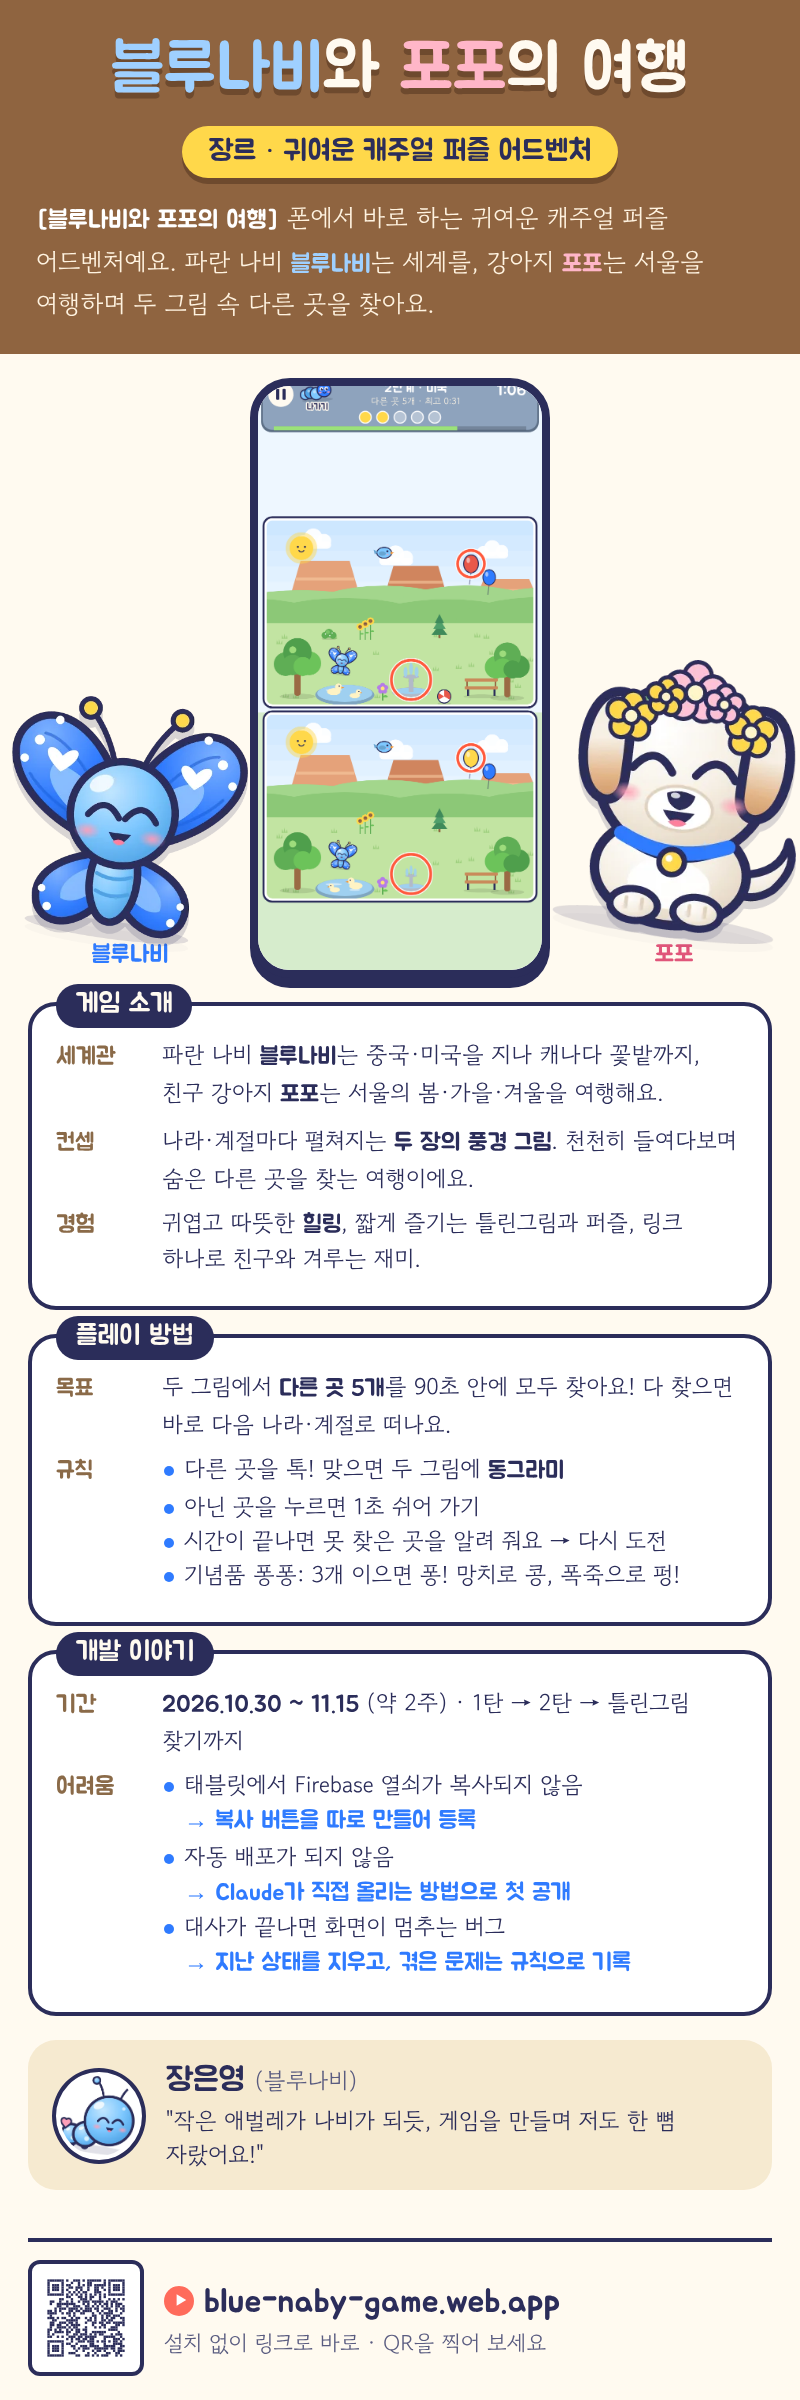 블루나비와 포포의 여행
장르 · 귀여운 캐주얼 퍼즐 어드벤처
[블루나비와 포포의 여행] 폰에서 바로 하는 귀여운 캐주얼 퍼즐
어드벤처예요. 파란 나비 블루나비는 세계를, 강아지 포포는 서울을
여행하며 두 그림 속 다른 곳을 찾아요.
1:06
다른 곳 5개 · 최고 0:31
나가기
블루나비
포포
게임 소개
세계관
파란 나비 블루나비는 중국·미국을 지나 캐나다 꽃밭까지,
친구 강아지 포포는 서울의 봄·가을·겨울을 여행해요.
컨셉
나라·계절마다 펼쳐지는 두 장의 풍경 그림. 천천히 들여다보며
숨은 다른 곳을 찾는 여행이에요.
경험
귀엽고 따뜻한 힐링, 짧게 즐기는 틀린그림과 퍼즐, 링크
하나로 친구와 겨루는 재미.
플레이 방법
목표
두 그림에서 다른 곳 5개를 90초 안에 모두 찾아요! 다 찾으면
바로 다음 나라·계절로 떠나요.
규칙
● 다른 곳을 톡! 맞으면 두 그림에 동그라미
● 아닌 곳을 누르면 1초 쉬어 가기
● 시간이 끝나면 못 찾은 곳을 알려 줘요 → 다시 도전
● 기념품 퐁퐁: 3개 이으면 퐁! 망치로 콩, 폭죽으로 펑!
개발 이야기
기간
2026.10.30 ~ 11.15 (약 2주) · 1탄 → 2탄 → 틀린그림
찾기까지
어려움
● 태블릿에서 Firebase 열쇠가 복사되지 않음
→ 복사 버튼을 따로 만들어 등록
● 자동 배포가 되지 않음
→ Claude가 직접 올리는 방법으로 첫 공개
● 대사가 끝나면 화면이 멈추는 버그
→ 지난 상태를 지우고, 겪은 문제는 규칙으로 기록
장은영 (블루나비)
"작은 애벌레가 나비가 되듯, 게임을 만들며 저도 한 뼘
자랐어요!"
blue-naby-game.web.app
설치 없이 링크로 바로 · QR을 찍어 보세요